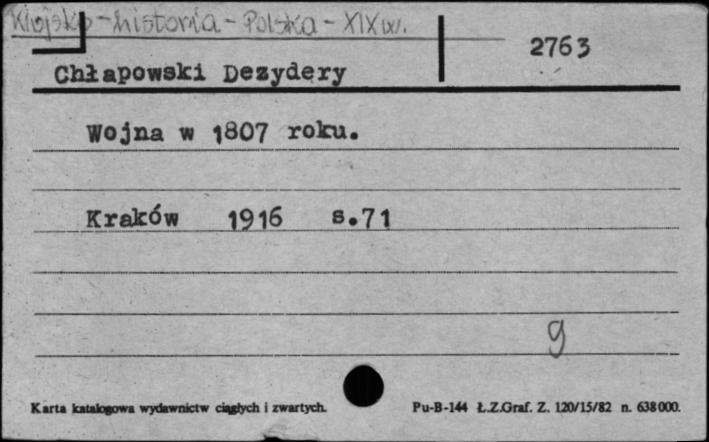 Wojsko - historia - Polska - XIX w.
2763
Chłapowski Dezydery
Wojna w 1807 roku.
Kraków 1916 s.71
9
Karta katalogowa wydawnictw ciągłych i zwartych.
Pu-B-144 Ł.Z.Graf. Z. 120/15/82 n. 638000.